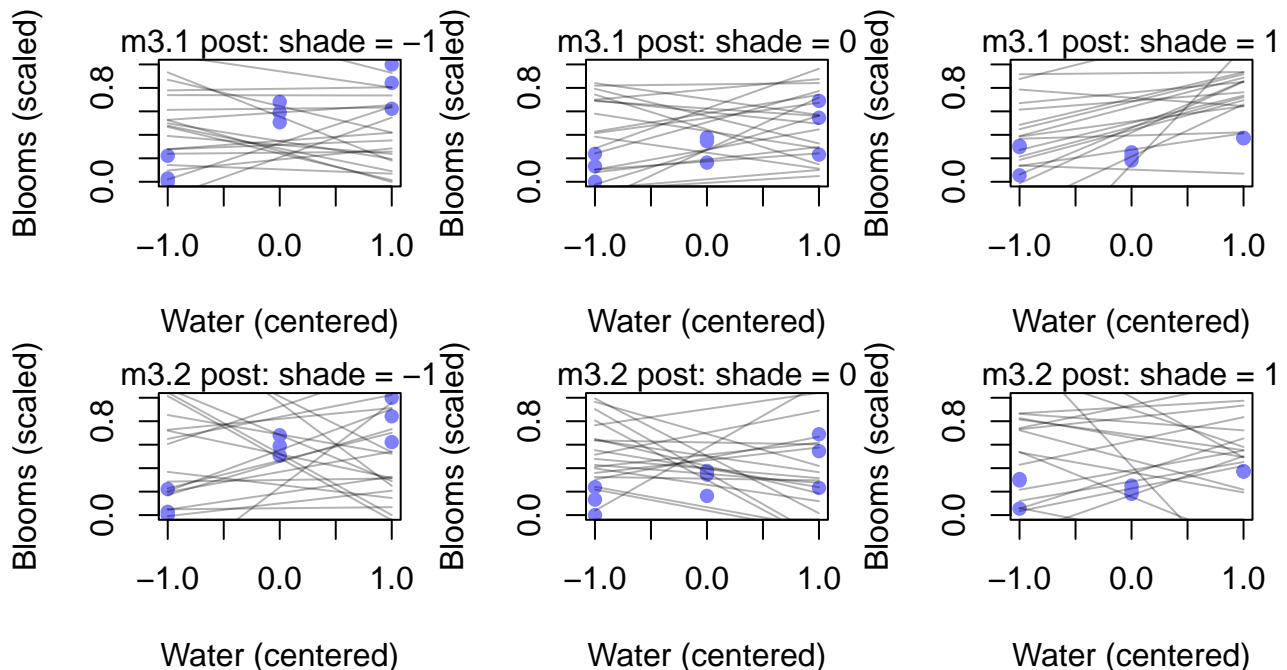 m3.1 post: shade = −1
Blooms (scaled)
0.0 0.8
−1.0 0.0 1.0
Water (centered)
m3.1 post: shade = 0
Blooms (scaled)
0.0 0.8
−1.0 0.0 1.0
Water (centered)
m3.1 post: shade = 1
Blooms (scaled)
0.0 0.8
−1.0 0.0 1.0
Water (centered)
m3.2 post: shade = −1
Blooms (scaled)
0.0 0.8
−1.0 0.0 1.0
Water (centered)
m3.2 post: shade = 0
Blooms (scaled)
0.0 0.8
−1.0 0.0 1.0
Water (centered)
m3.2 post: shade = 1
Blooms (scaled)
0.0 0.8
−1.0 0.0 1.0
Water (centered)